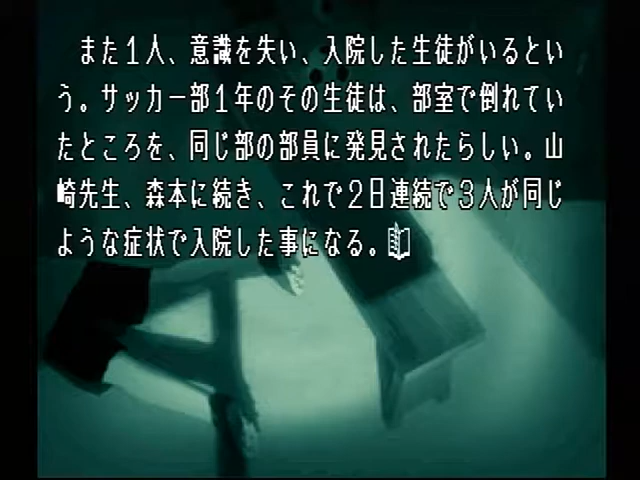 また１人、意識を失い、入院した生徒がいるとい
う。サッカー部１年のその生徒は、部室で倒れてい
たところを、同じ部の部員に発見されたらしい。山
崎先生、森本に続き、これで２日連続で３人が同じ
ような症状で入院した事になる。